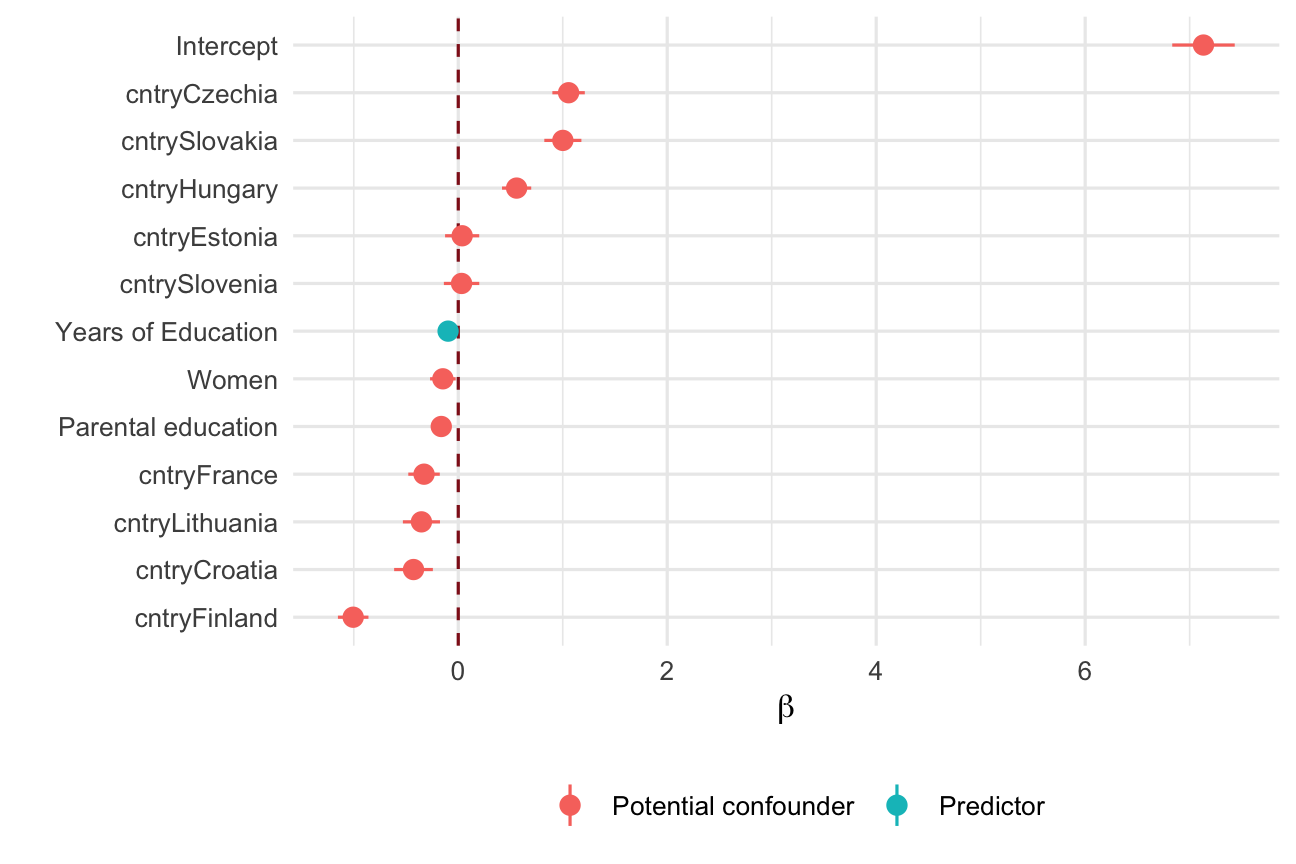 Intercept
cntryCzechia
cntrySlovakia
cntryHungary
cntryEstonia
cntrySlovenia
Years of Education
Women
Parental education
cntryFrance
cntryLithuania
cntryCroatia
cntryFinland
0 2 4 6
β
Potential confounder Predictor